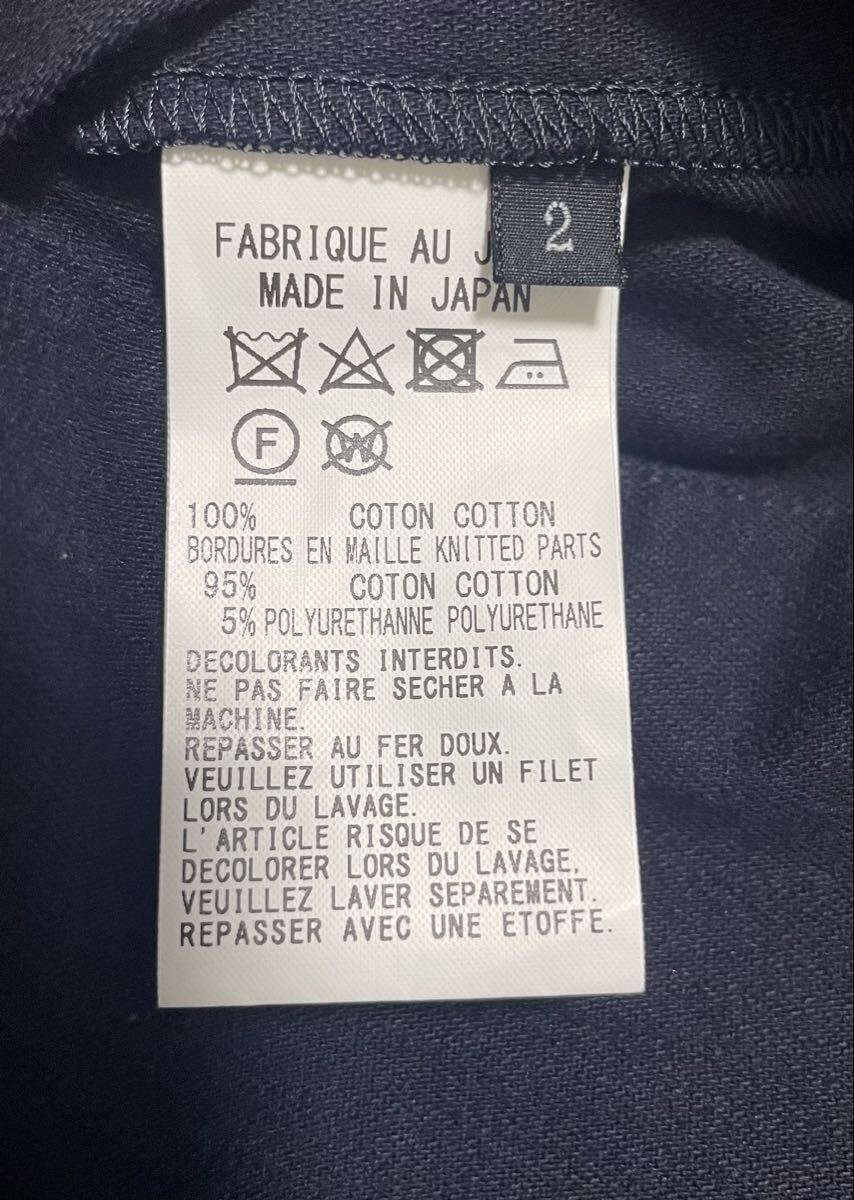 2
FABRIQUE AU
MADE IN JAPAN
F
W
100% COTON COTTON
BORDURES EN MAILLE KNITTED PARTS
95% COTON COTTON
5% POLYURETHANNE POLYURETHANE
DECOLORANTS INTERDITS.
NE PAS FAIRE SECHER A LA
MACHINE.
REPASSER AU FER DOUX.
VEUILLEZ UTILISER UN FILET
LORS DU LAVAGE.
L'ARTICLE RISQUE DE SE
DECOLORER LORS DU LAVAGE,
VEUILLEZ LAVER SEPAREMENT.
REPASSER AVEC UNE ETOFFE.